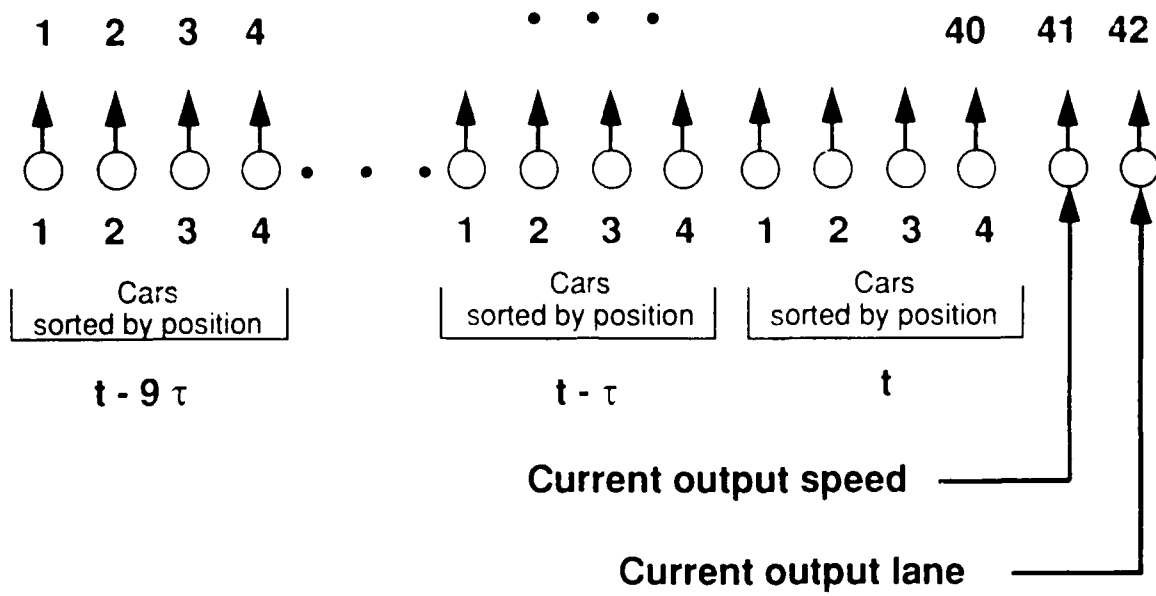 1 2 3 4 • • • 40 41 42
• • •
1 2 3 4 1 2 3 4 1 2 3 4
Cars Cars Cars
sorted by position sorted by position sorted by position
t - 9 τ t - τ t
Current output speed
Current output lane